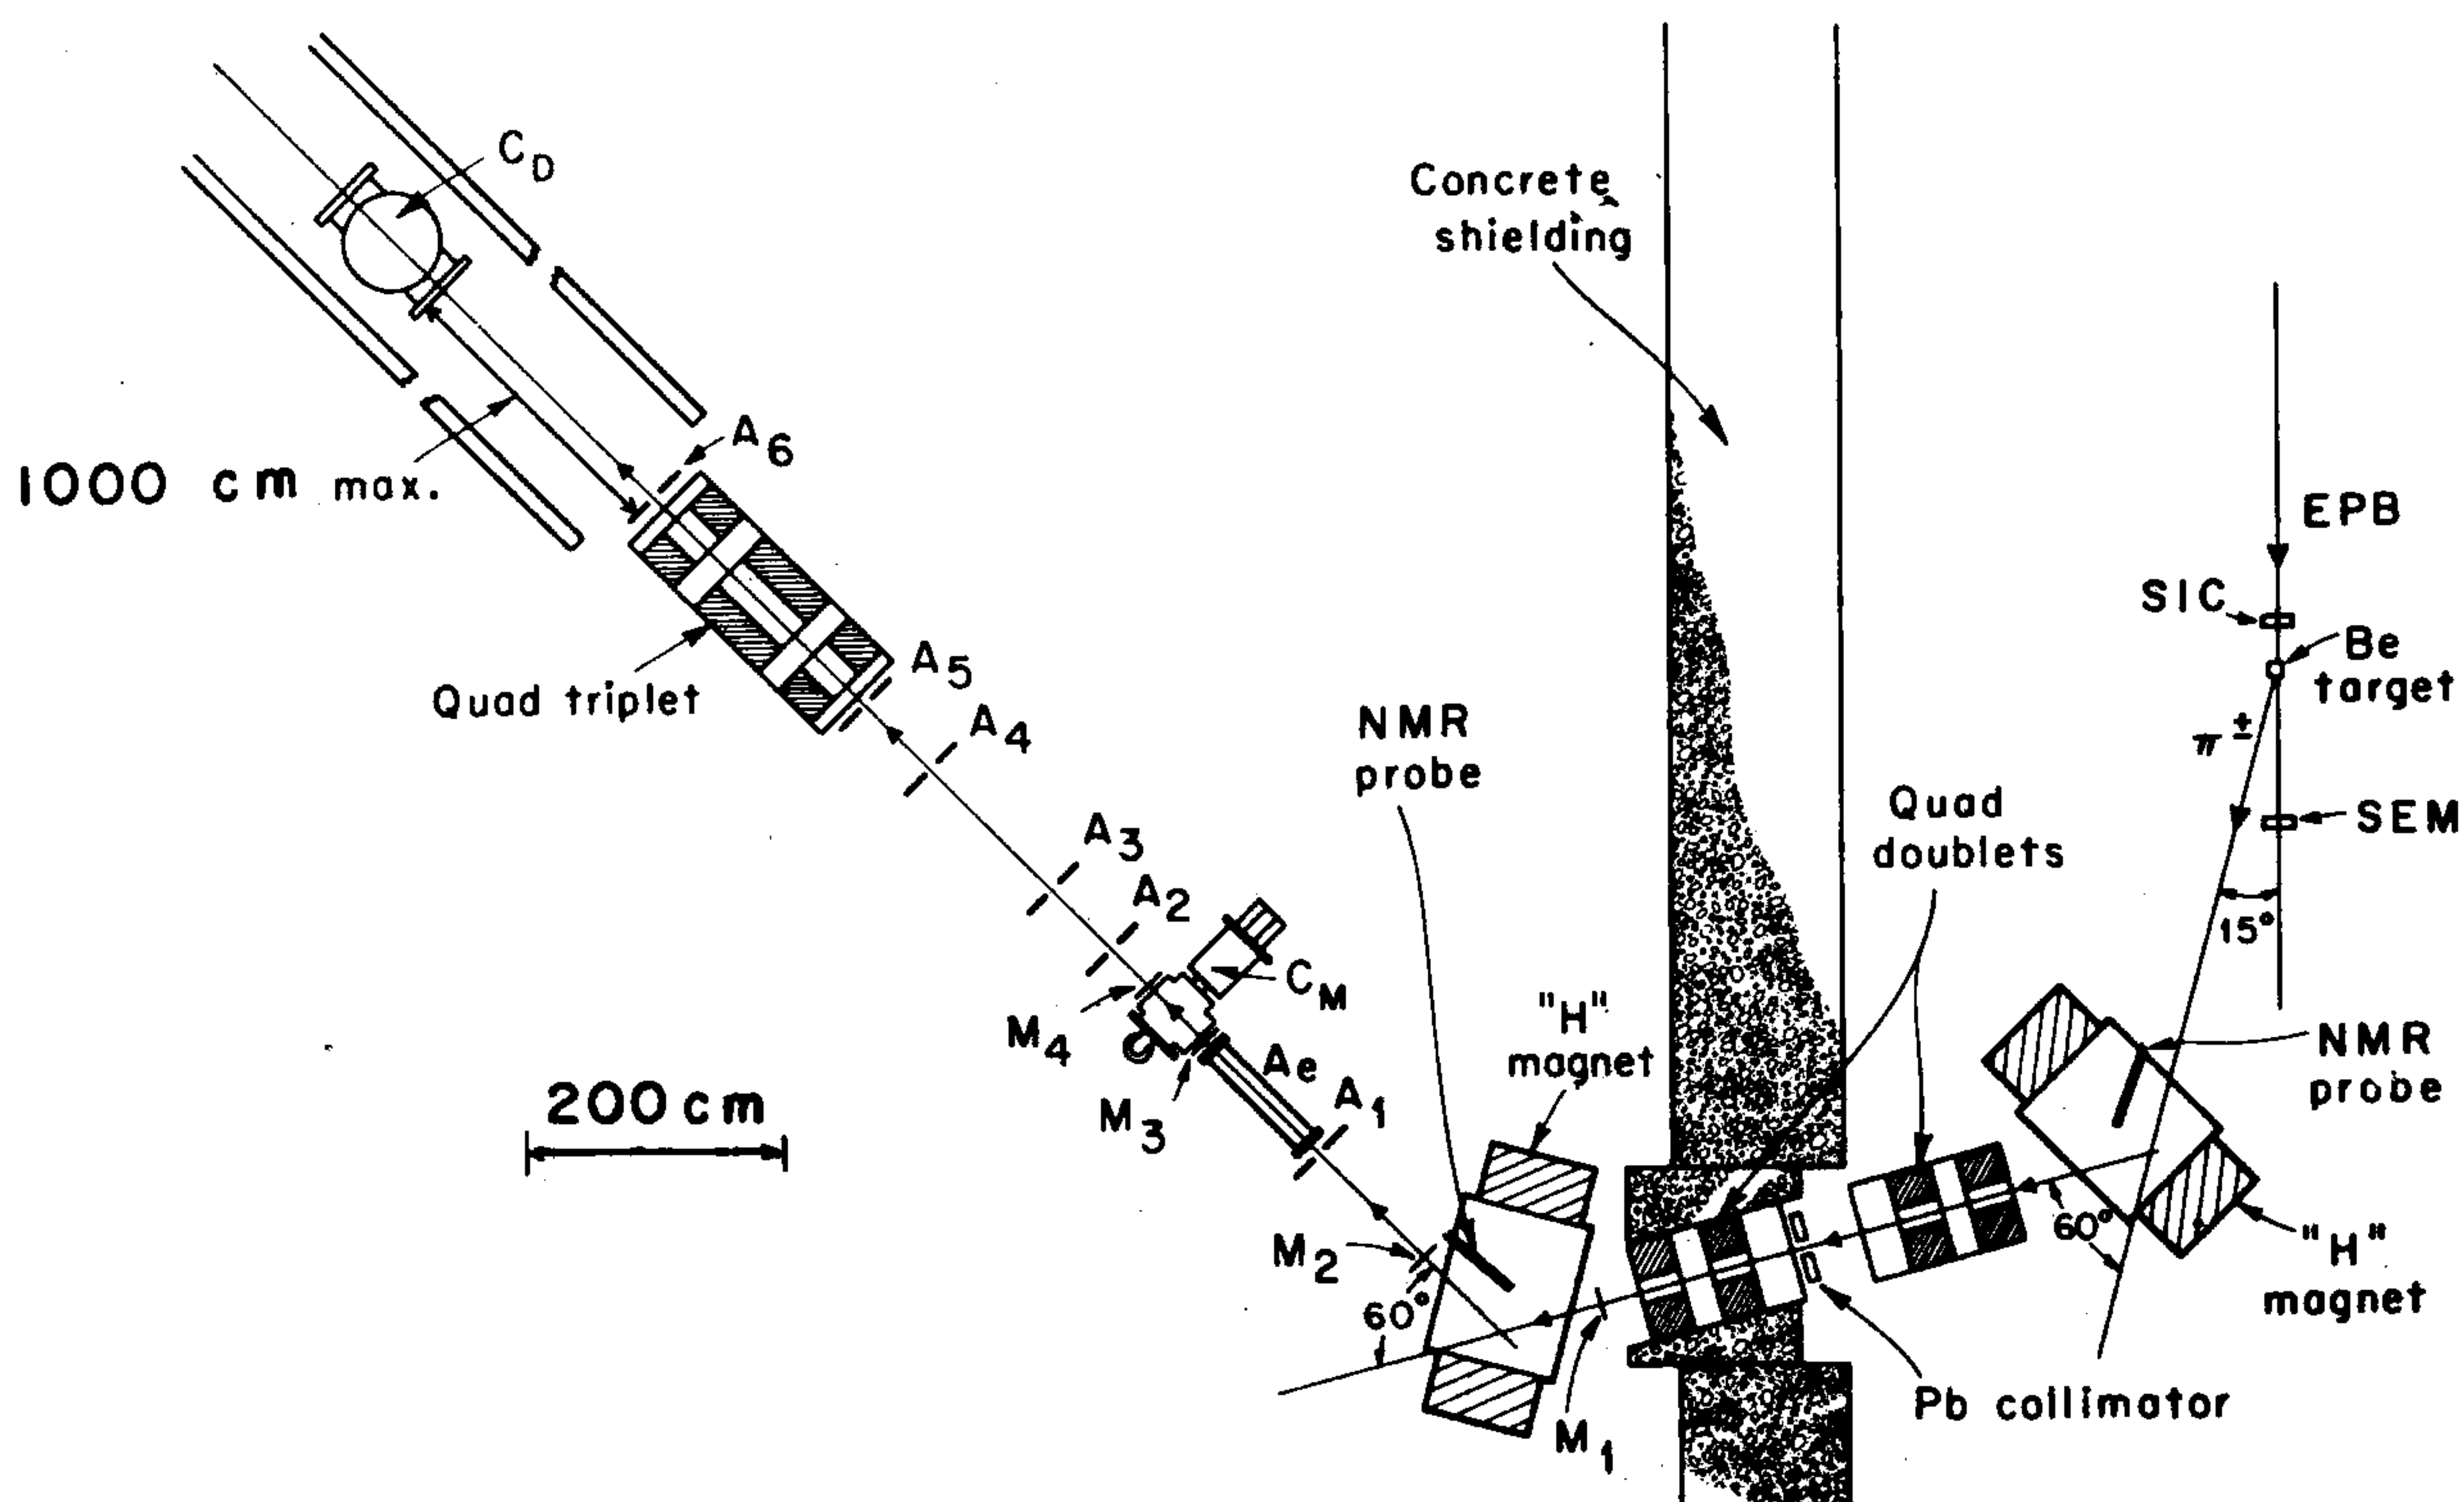 C_D
Concrete
shielding
1000 cm max.
A_6
EPB
SIC
Be
target
Quad triplet
A_5
A_4
NMR
probe
π^±
Quad
doublets
SEM
A_3
A_2
15°
C_M
M_4
"H"
magnet
Ae
A_1
M_3
200 cm
NMR
probe
M_2
60°
60°
"H"
magnet
Pb collimator
M_1